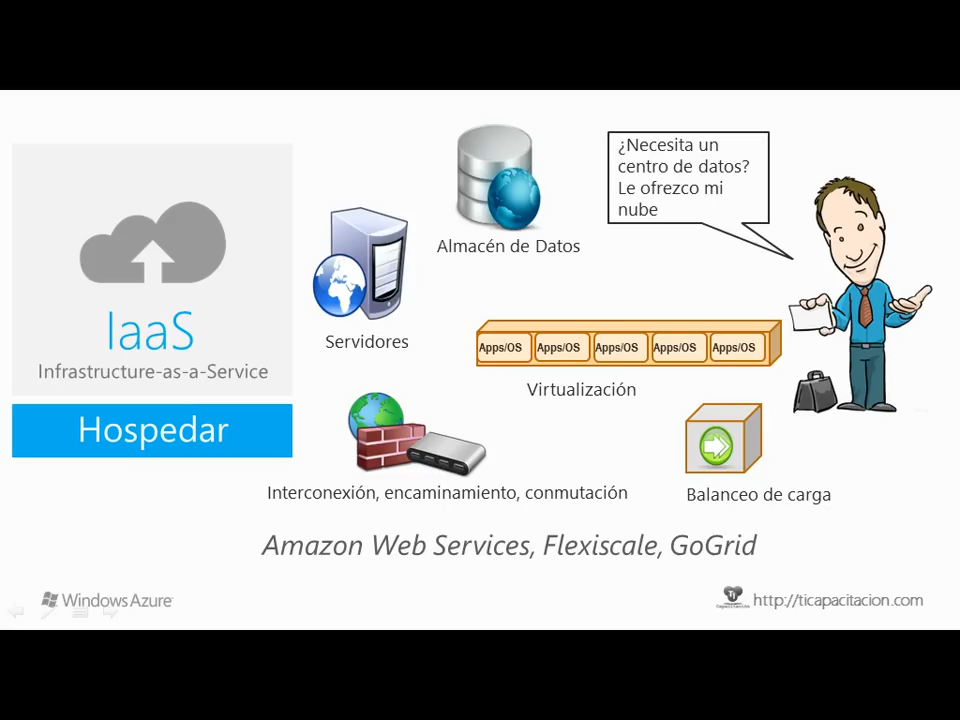 ¿Necesita un
centro de datos?
Le ofrezco mi
nube
Almacén de Datos
Servidores
IaaS
Infrastructure-as-a-Service
Hospedar
Apps/OS Apps/OS Apps/OS Apps/OS Apps/OS
Virtualización
Interconexión, encaminamiento, conmutación
Balanceo de carga
Amazon Web Services, Flexiscale, GoGrid
Windows Azure
Ti
Capacitación
http://ticapacitacion.com